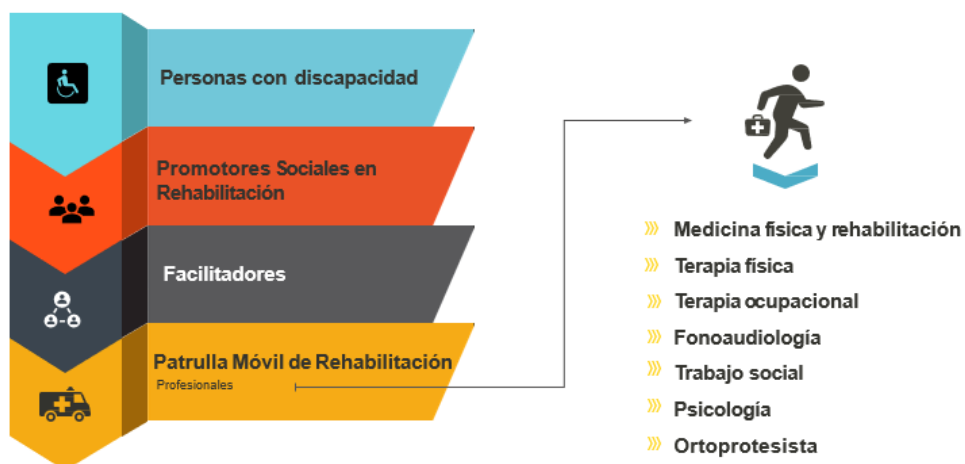 Personas con discapacidad
Promotores Sociales en
Rehabilitación
Facilitadores
Patrulla Móvil de Rehabilitación
Profesionales
Medicina física y rehabilitación
Terapia física
Terapia ocupacional
Fonoaudiología
Trabajo social
Psicología
Ortoprotesista